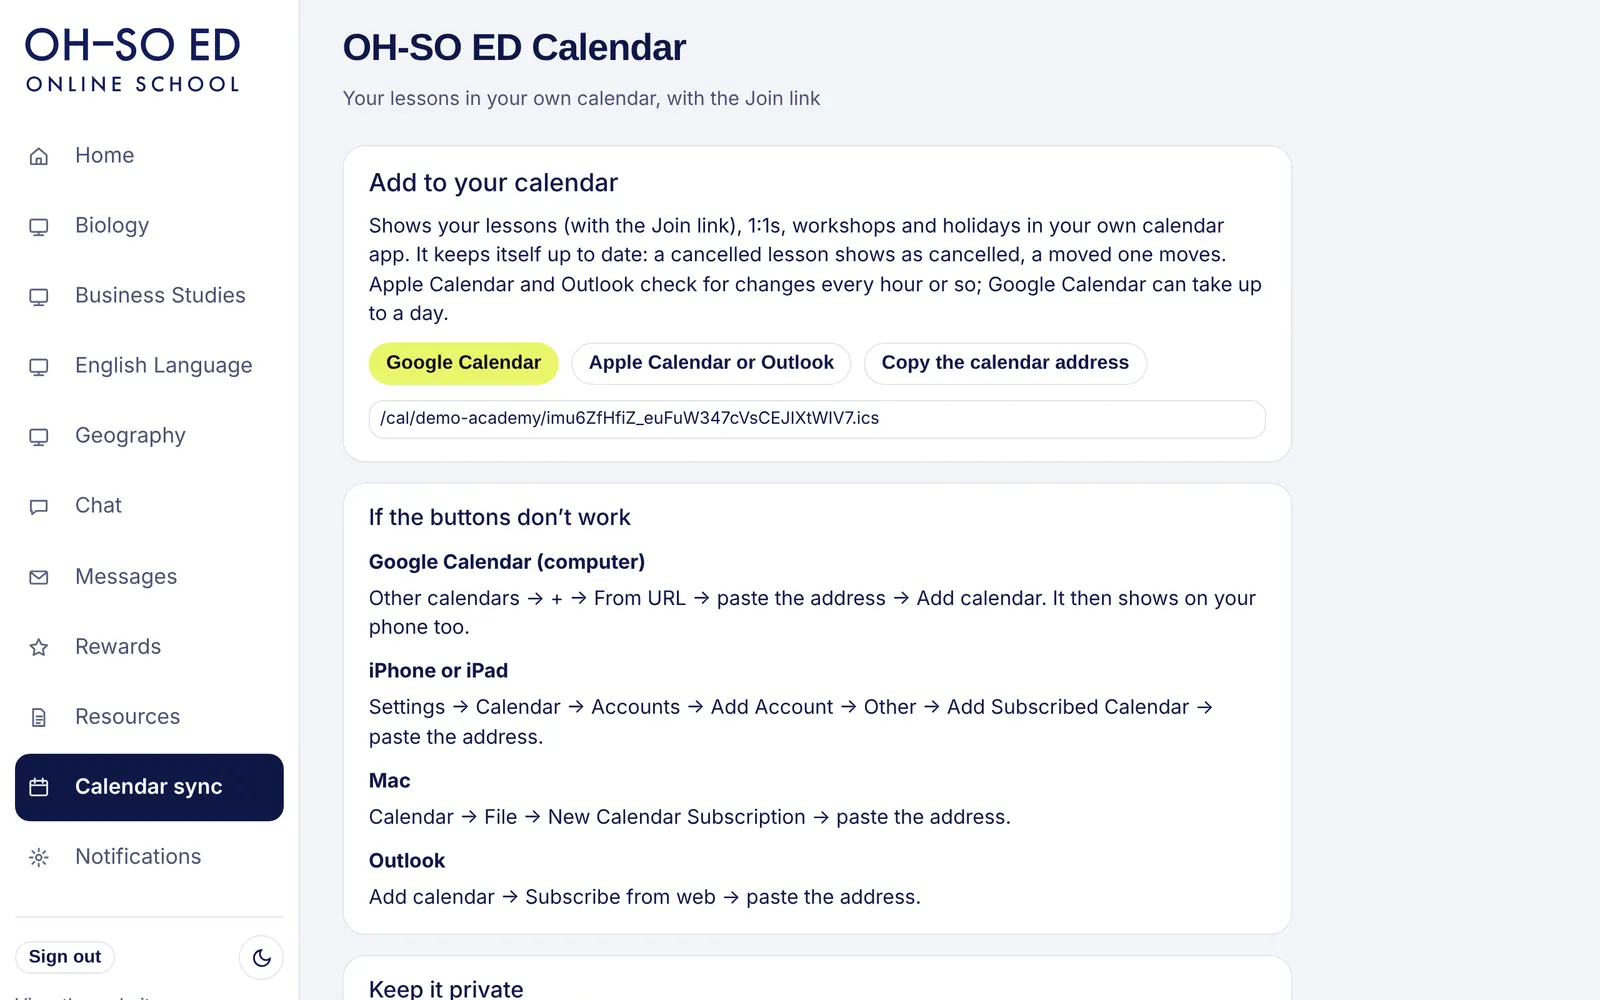 OH–SO ED
ONLINE SCHOOL
Home
Biology
Business Studies
English Language
Geography
Chat
Messages
Rewards
Resources
Calendar sync
Notifications
Sign out
OH-SO ED Calendar
Your lessons in your own calendar, with the Join link
Add to your calendar
Shows your lessons (with the Join link), 1:1s, workshops and holidays in your own calendar
app. It keeps itself up to date: a cancelled lesson shows as cancelled, a moved one moves.
Apple Calendar and Outlook check for changes every hour or so; Google Calendar can take up
to a day.
Google Calendar
Apple Calendar or Outlook
Copy the calendar address
/cal/demo-academy/imu6ZfHfiZ_euFuW347cVsCEJIXtWIV7.ics
If the buttons don’t work
Google Calendar (computer)
Other calendars → + → From URL → paste the address → Add calendar. It then shows on your
phone too.
iPhone or iPad
Settings → Calendar → Accounts → Add Account → Other → Add Subscribed Calendar →
paste the address.
Mac
Calendar → File → New Calendar Subscription → paste the address.
Outlook
Add calendar → Subscribe from web → paste the address.
Keep it private